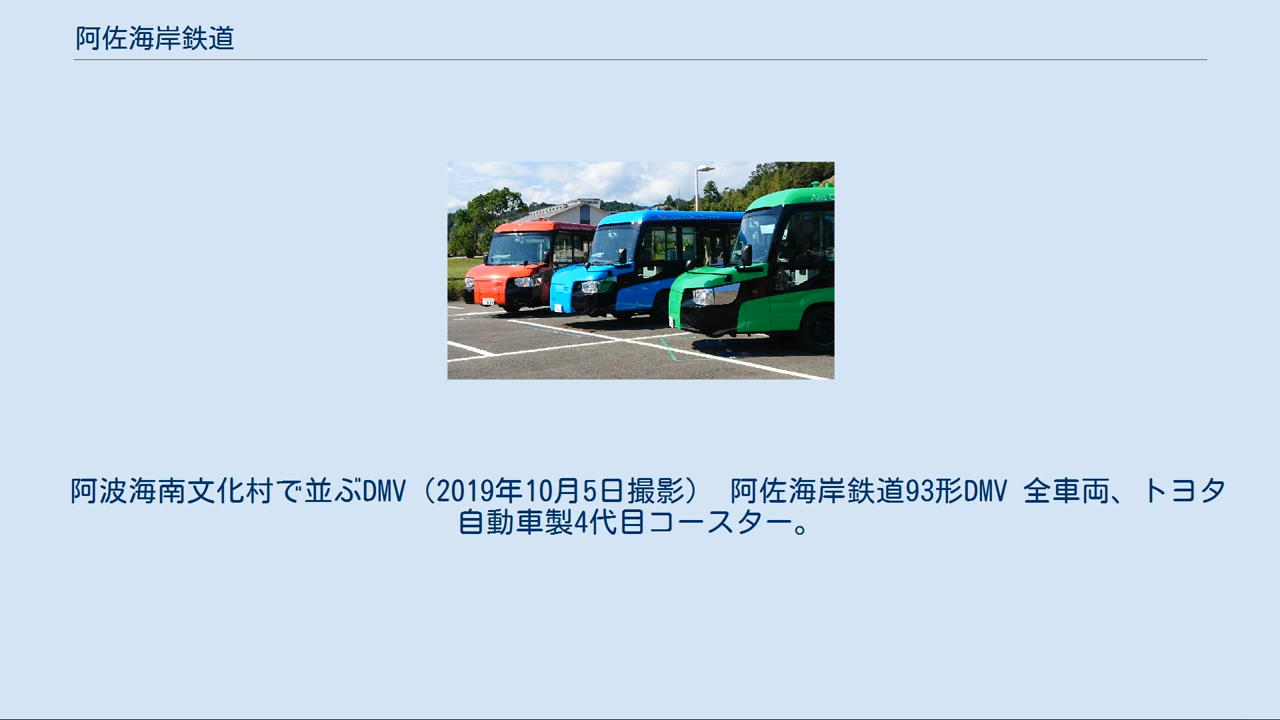 阿佐海岸鉄道
阿波海南文化村で並ぶDMV（2019年10月5日撮影） 阿佐海岸鉄道93形DMV 全車両、トヨタ
自動車製4代目コースター。